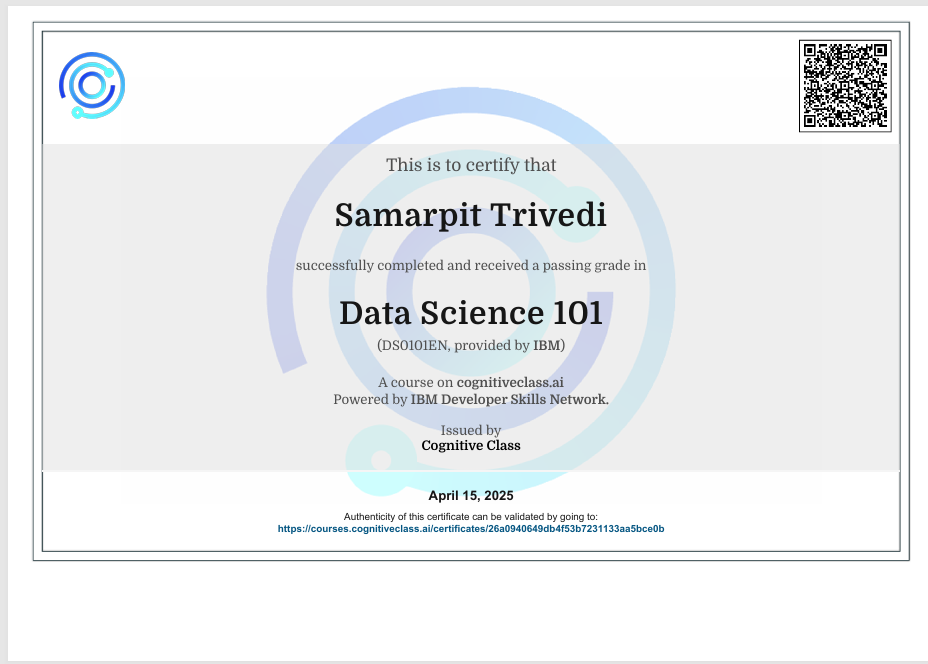 This is to certify that
Samarpit Trivedi
successfully completed and received a passing grade in
Data Science 101
(DS0101EN, provided by IBM)
A course on cognitiveclass.ai
Powered by IBM Developer Skills Network.
Issued by
Cognitive Class
April 15, 2025
Authenticity of this certificate can be validated by going to:
https://courses.cognitiveclass.ai/certificates/26a0940649db4f53b7231133aa5bce0b